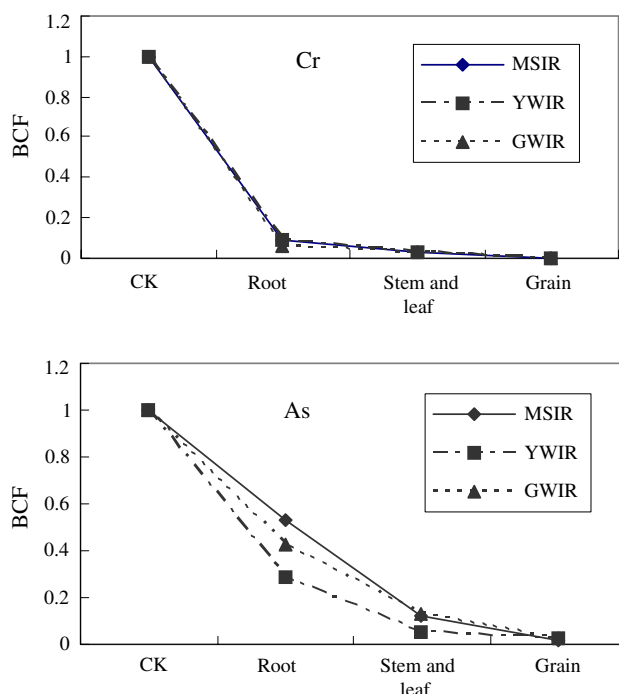 1.2
1
0.8
0.6
0.4
0.2
0
BCF
Cr
MSIR
YWIR
GWIR
CK
Root
Stem and
leaf
Grain
1.2
1
0.8
0.6
0.4
0.2
0
BCF
As
MSIR
YWIR
GWIR
CK
Root
Stem and
leaf
Grain